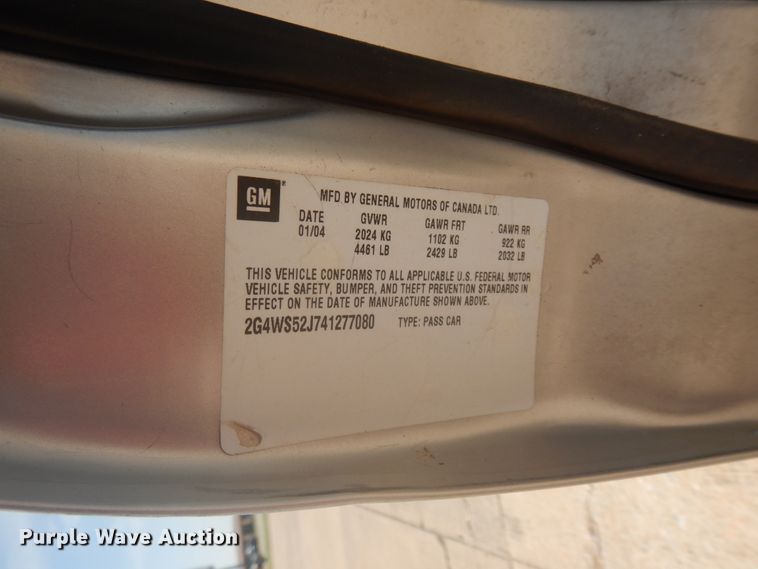 GM
MFD BY GENERAL MOTORS OF CANADA LTD.
DATE GVWR GAWR FRT GAWR RR
01/04 2024 KG 1102 KG 922 KG
4461 LB 2429 LB 2032 LB
THIS VEHICLE CONFORMS TO ALL APPLICABLE U.S. FEDERAL MOTOR
VEHICLE SAFETY, BUMPER, AND THEFT PREVENTION STANDARDS IN
EFFECT ON THE DATE OF MANUFACTURE SHOWN ABOVE.
2G4WS52J741277080 TYPE: PASS CAR
Purple Wave Auction